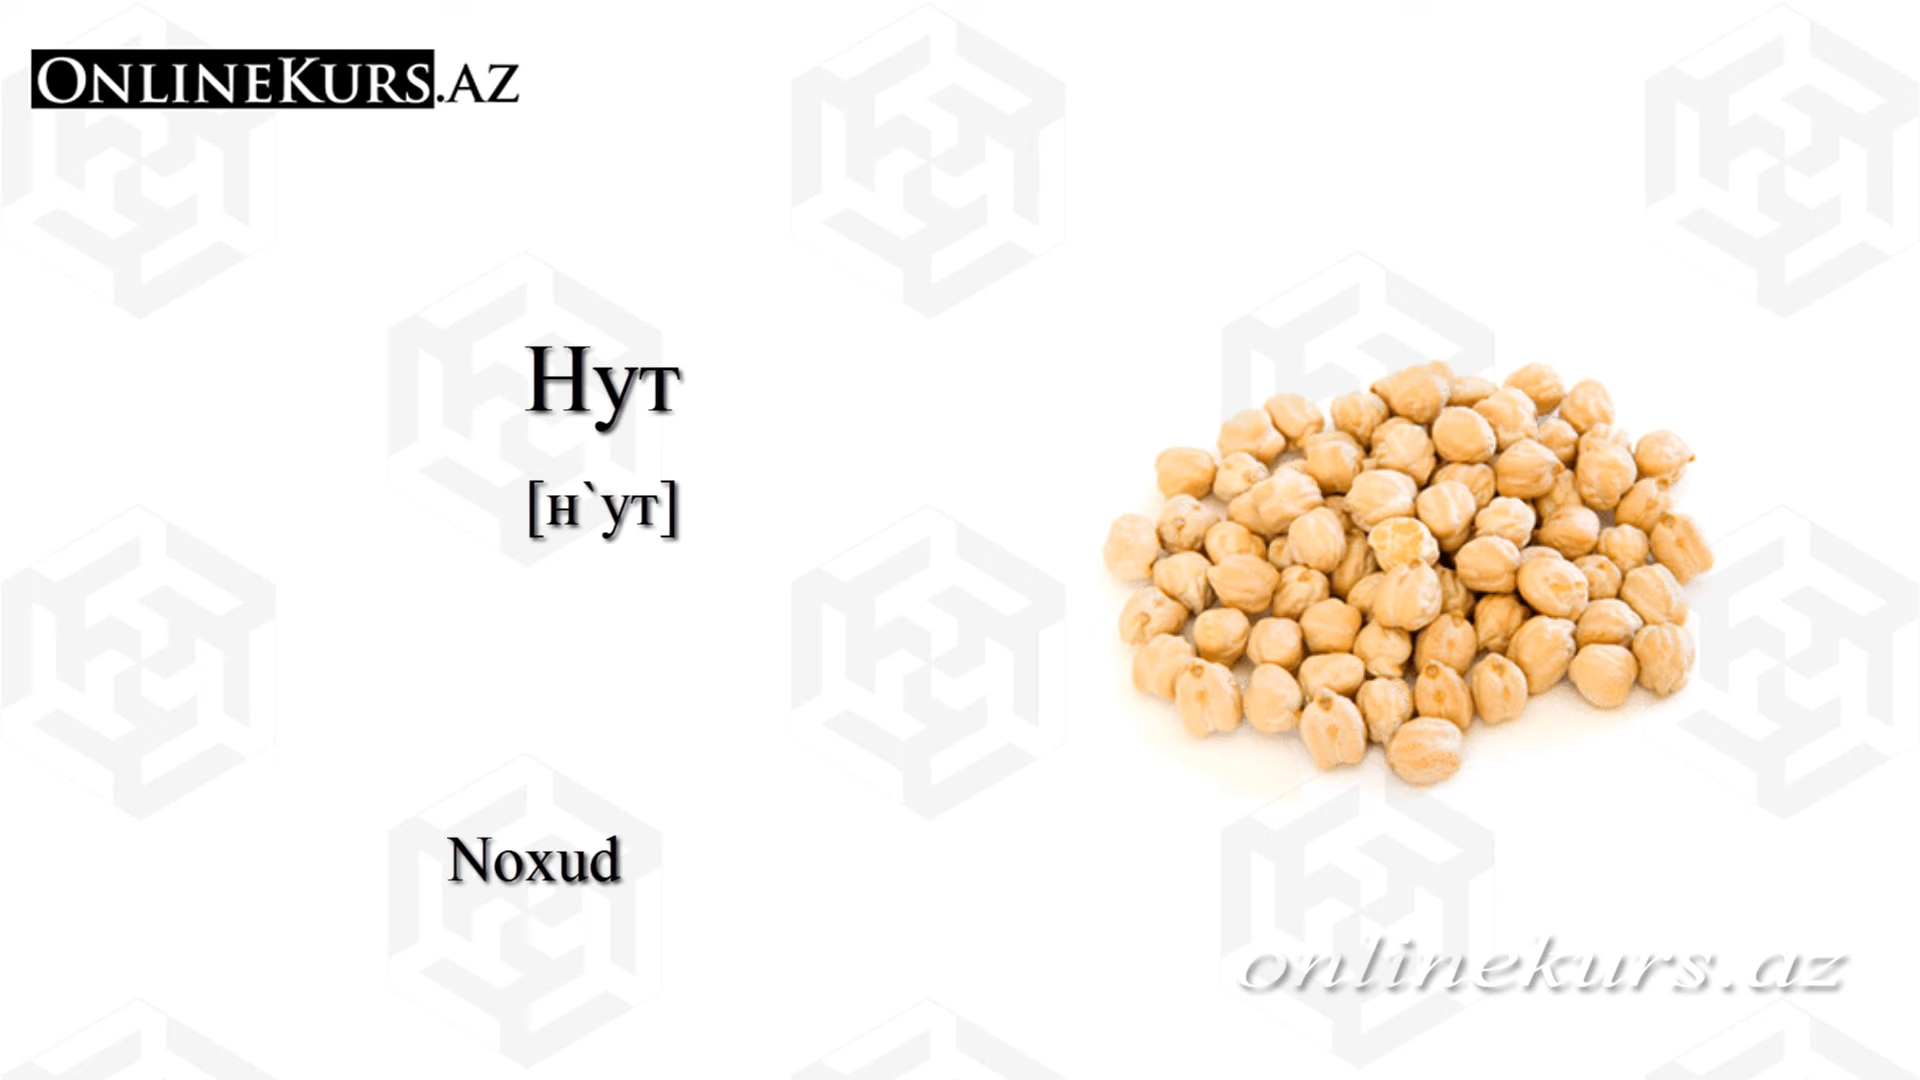 ONLINEKURS.AZ
Нут
[н`ут]
Noxud
onlinekurs.az